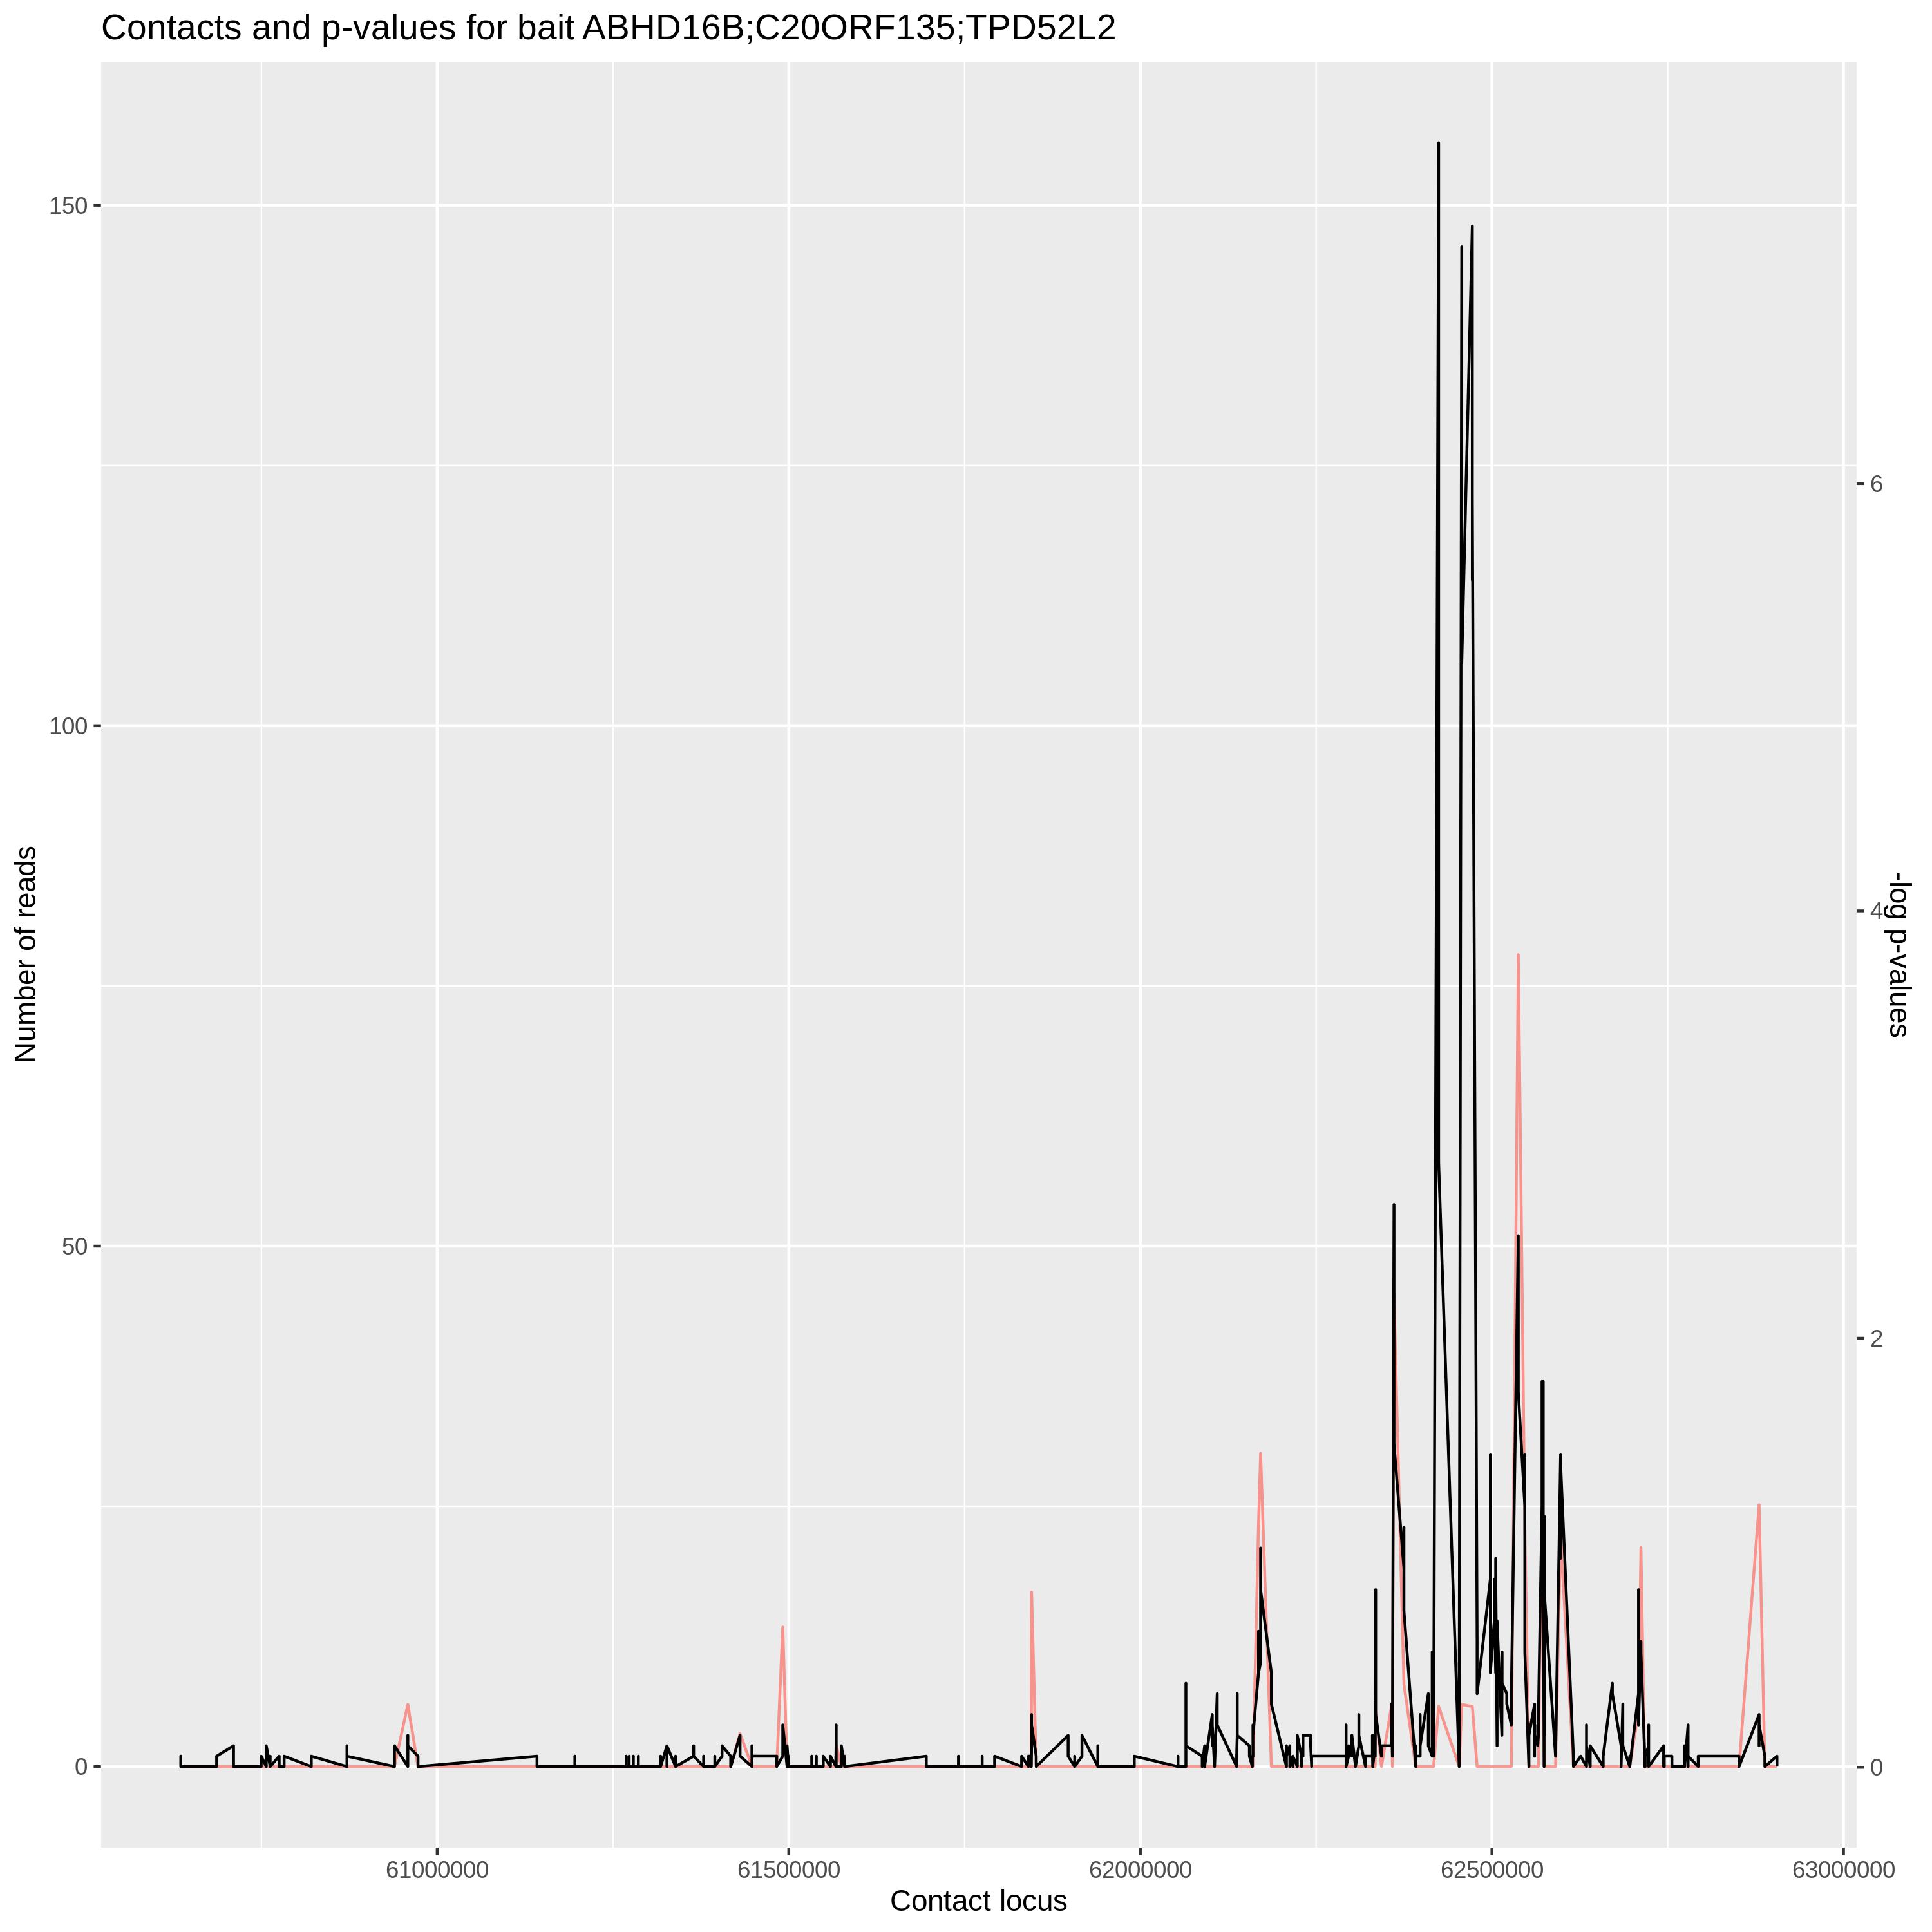 Contacts and p-values for bait ABHD16B;C20ORF135;TPD52L2
150
100
50
0
Number of reads
6
4
2
0
-log p-values
61000000 61500000 62000000 62500000 63000000
Contact locus